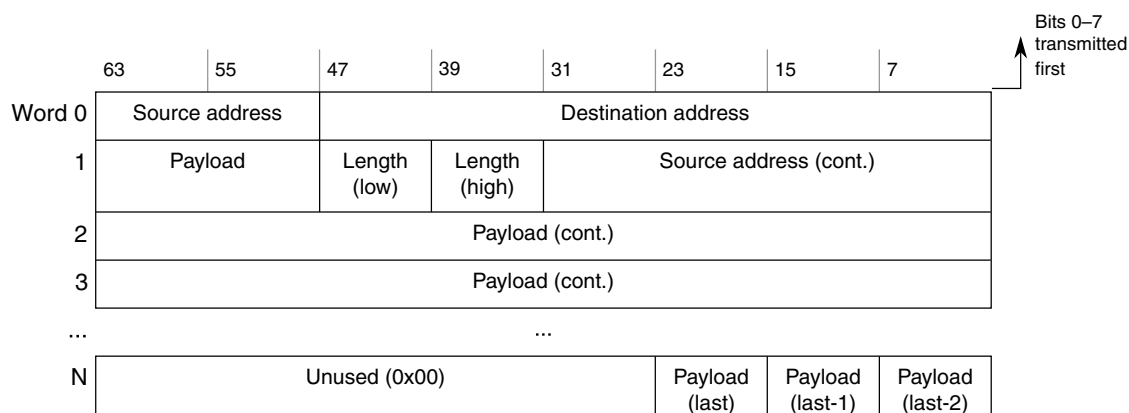 Bits 0–7
transmitted
first
63 55 47 39 31 23 15 7
Word 0 Source address Destination address
1 Payload Length Length Source address (cont.)
(low) (high)
2 Payload (cont.)
3 Payload (cont.)
... ...
N Unused (0x00) Payload Payload Payload
(last) (last-1) (last-2)